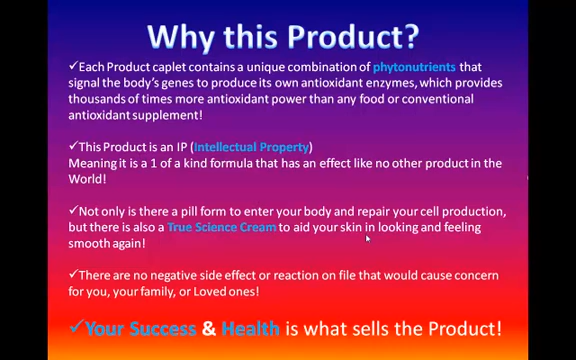 Why this Product?
✓Each Product caplet contains a unique combination of phytonutrients that
signal the body's genes to produce its own antioxidant enzymes, which provides
thousands of times more antioxidant power than any food or conventional
antioxidant supplement!
✓This Product is an IP (Intellectual Property)
Meaning it is a 1 of a kind formula that has an effect like no other product in the
World!
✓Not only is there a pill form to enter your body and repair your cell production,
but there is also a True Science Cream to aid your skin in looking and feeling
smooth again!
✓There are no negative side effect or reaction on file that would cause concern
for you, your family, or Loved ones!
✓Your Success & Health is what sells the Product!